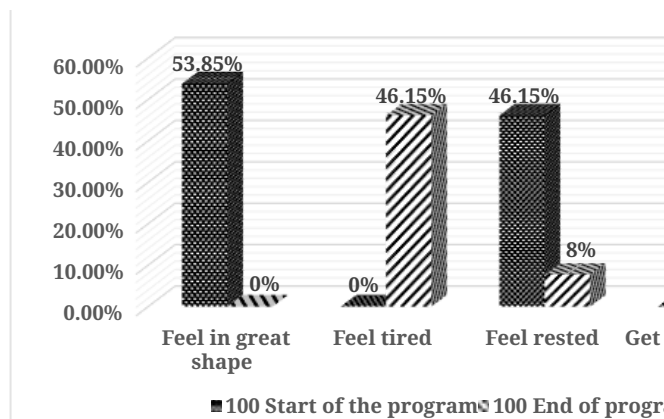 60.00%
50.00%
40.00%
30.00%
20.00%
10.00%
0.00%
53.85%
0%
0%
46.15%
46.15%
8%
Feel in great
shape
Feel tired
Feel rested
Get
100 Start of the program
100 End of progra